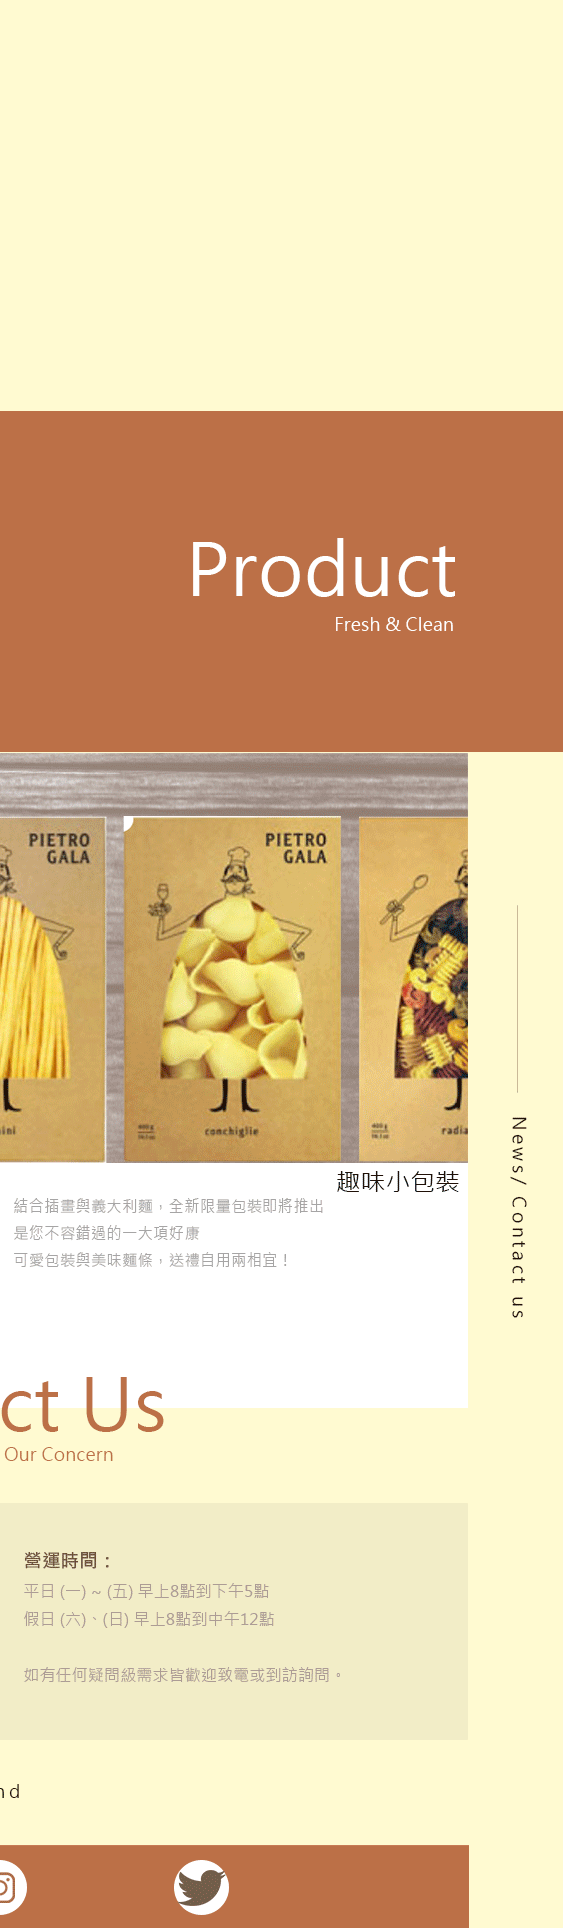 Product
Fresh & Clean
PIETRO
GALA
PIETRO
GALA
conchiglie
趣味小包裝
結合插畫與義大利麵，全新限量包裝即將推出
是您不容錯過的一大項好康
可愛包裝與美味麵條，送禮自用兩相宜！
News/ Contact us
ct Us
Our Concern
營運時間：
平日 (一) ~ (五) 早上8點到下午5點
假日 (六)、(日) 早上8點到中午12點
如有任何疑問級需求皆歡迎致電或到訪詢問。
nd